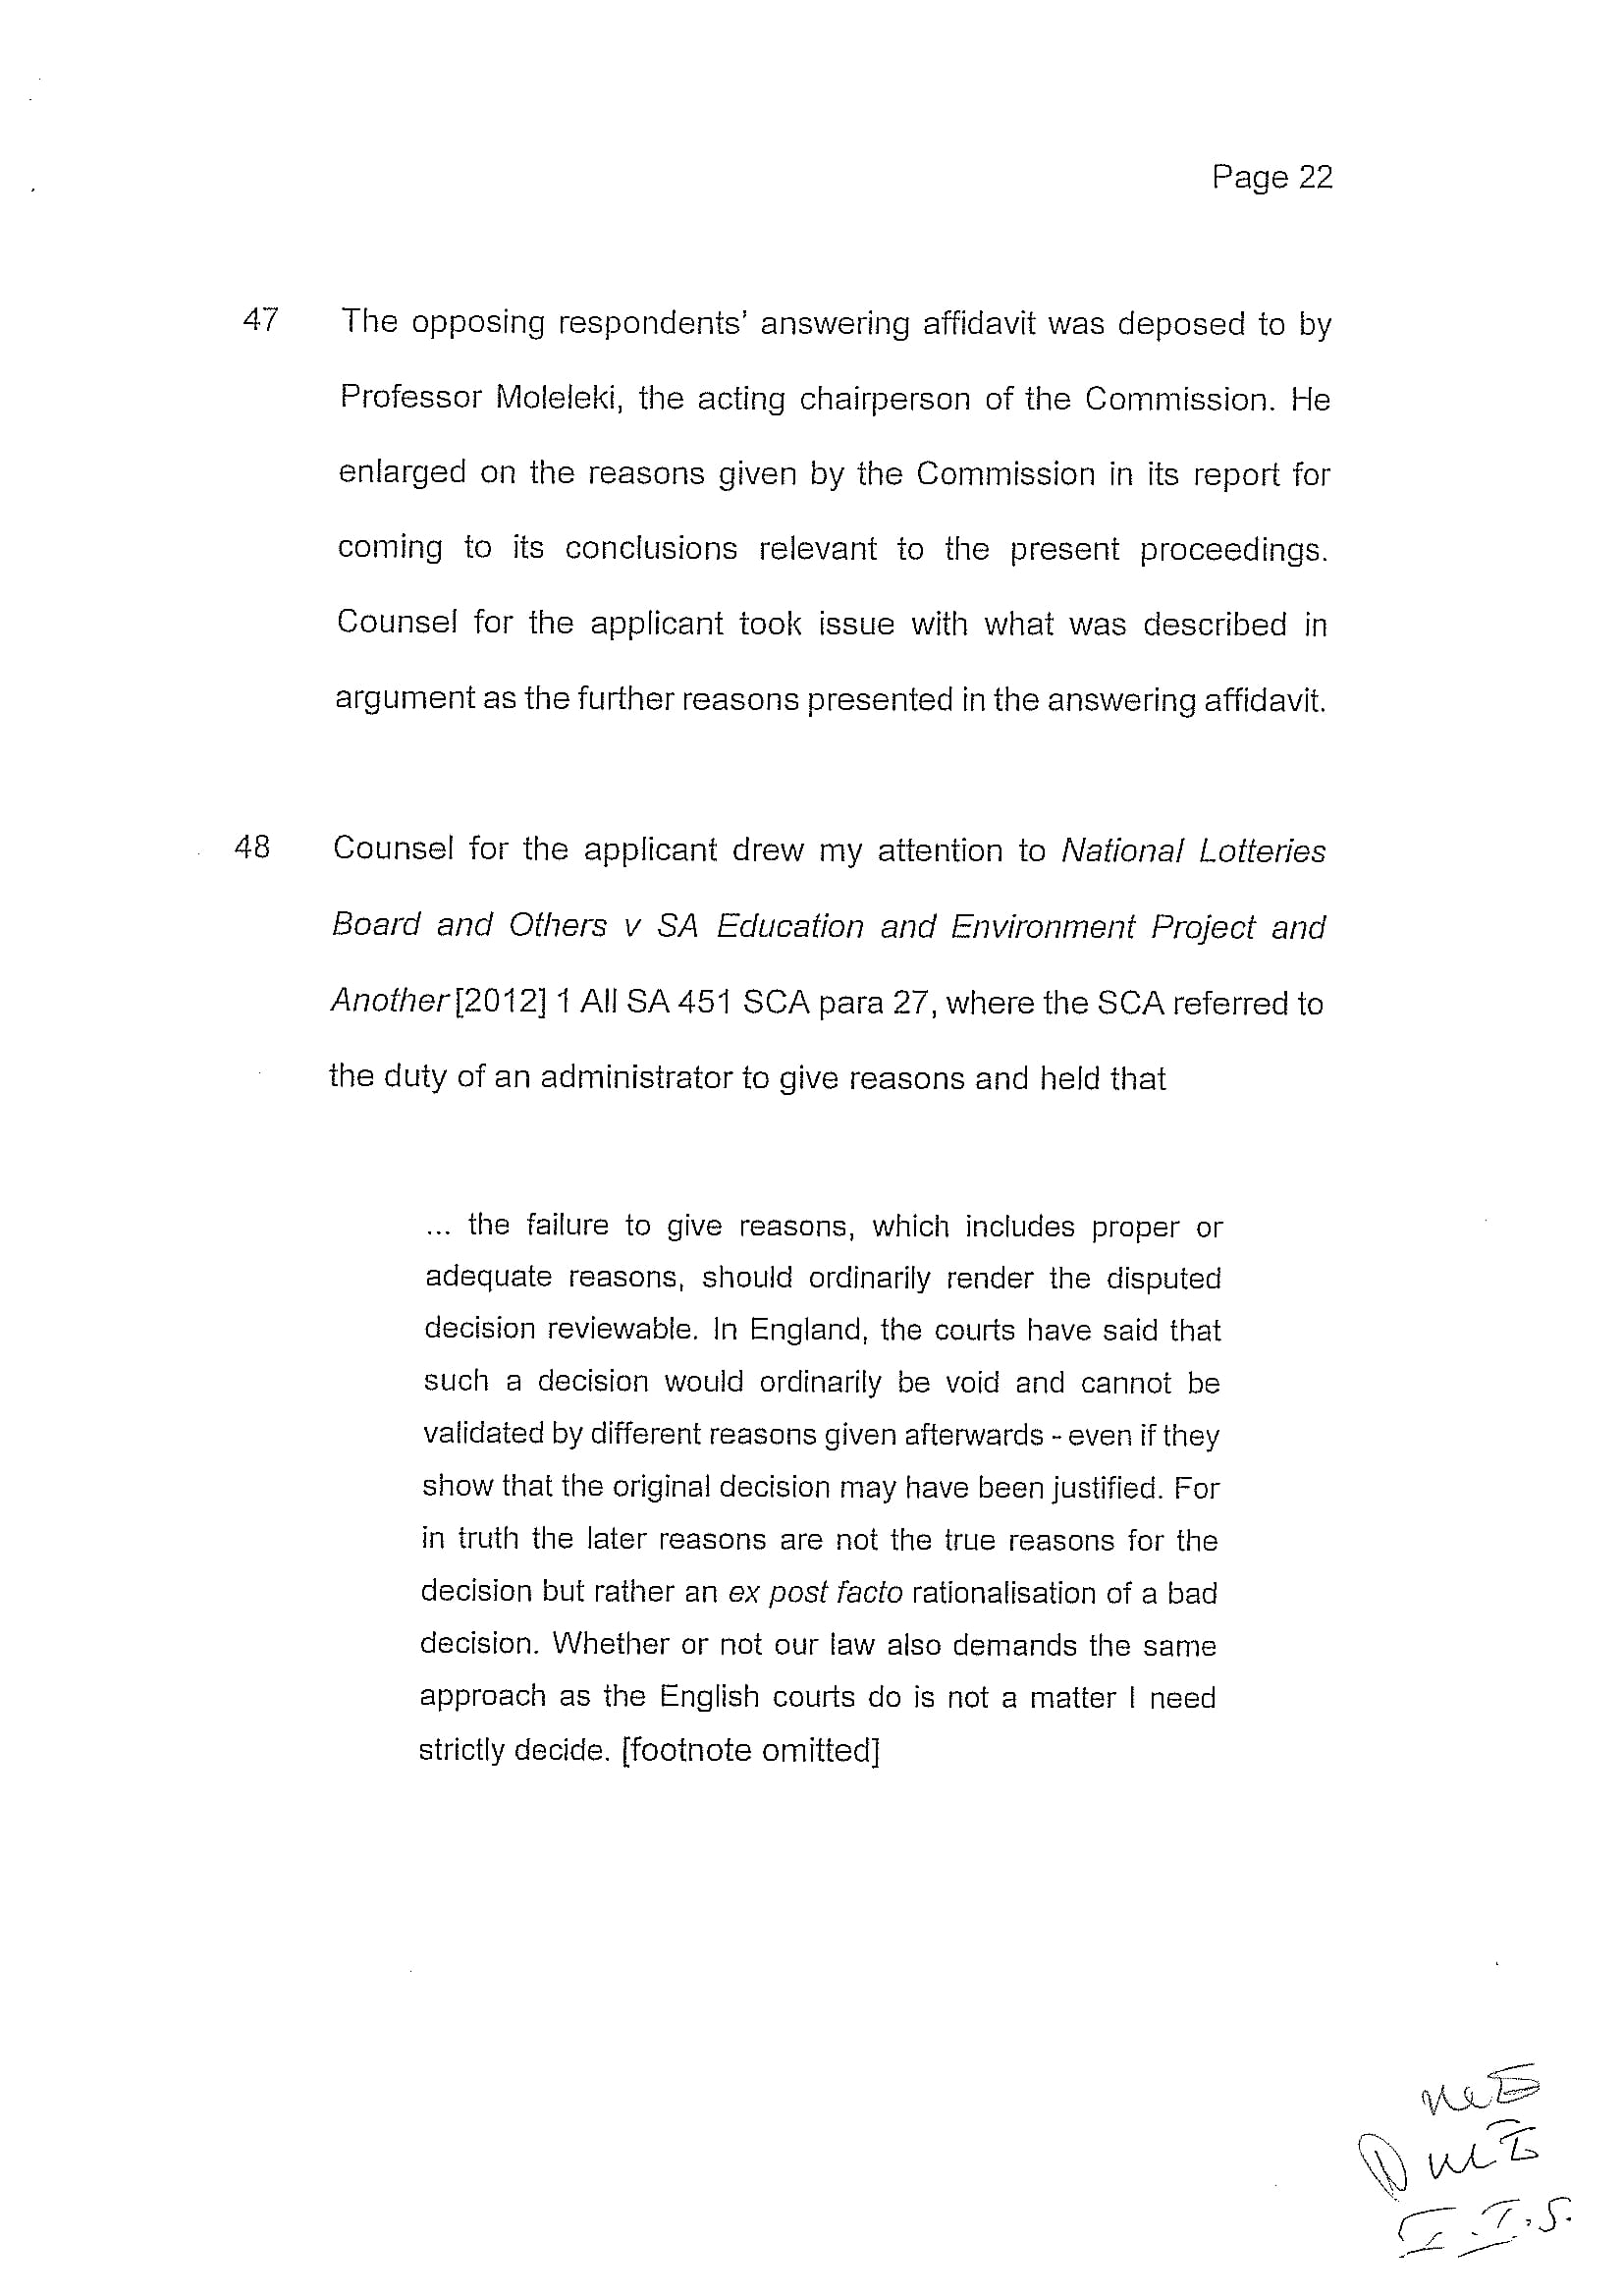 Page 22
47 The opposing respondents' answering affidavit was deposed to by
Professor Moleleki, the acting chairperson of the Commission. He
enlarged on the reasons given by the Commission in its report for
coming to its conclusions relevant to the present proceedings.
Counsel for the applicant took issue with what was described in
argument as the further reasons presented in the answering affidavit.
48 Counsel for the applicant drew my attention to National Lotteries
Board and Others v SA Education and Environment Project and
Another [2012] 1 All SA 451 SCA para 27, where the SCA referred to
the duty of an administrator to give reasons and held that
... the failure to give reasons, which includes proper or
adequate reasons, should ordinarily render the disputed
decision reviewable. In England, the courts have said that
such a decision would ordinarily be void and cannot be
validated by different reasons given afterwards - even if they
show that the original decision may have been justified. For
in truth the later reasons are not the true reasons for the
decision but rather an ex post facto rationalisation of a bad
decision. Whether or not our law also demands the same
approach as the English courts do is not a matter I need
strictly decide. [footnote omitted]